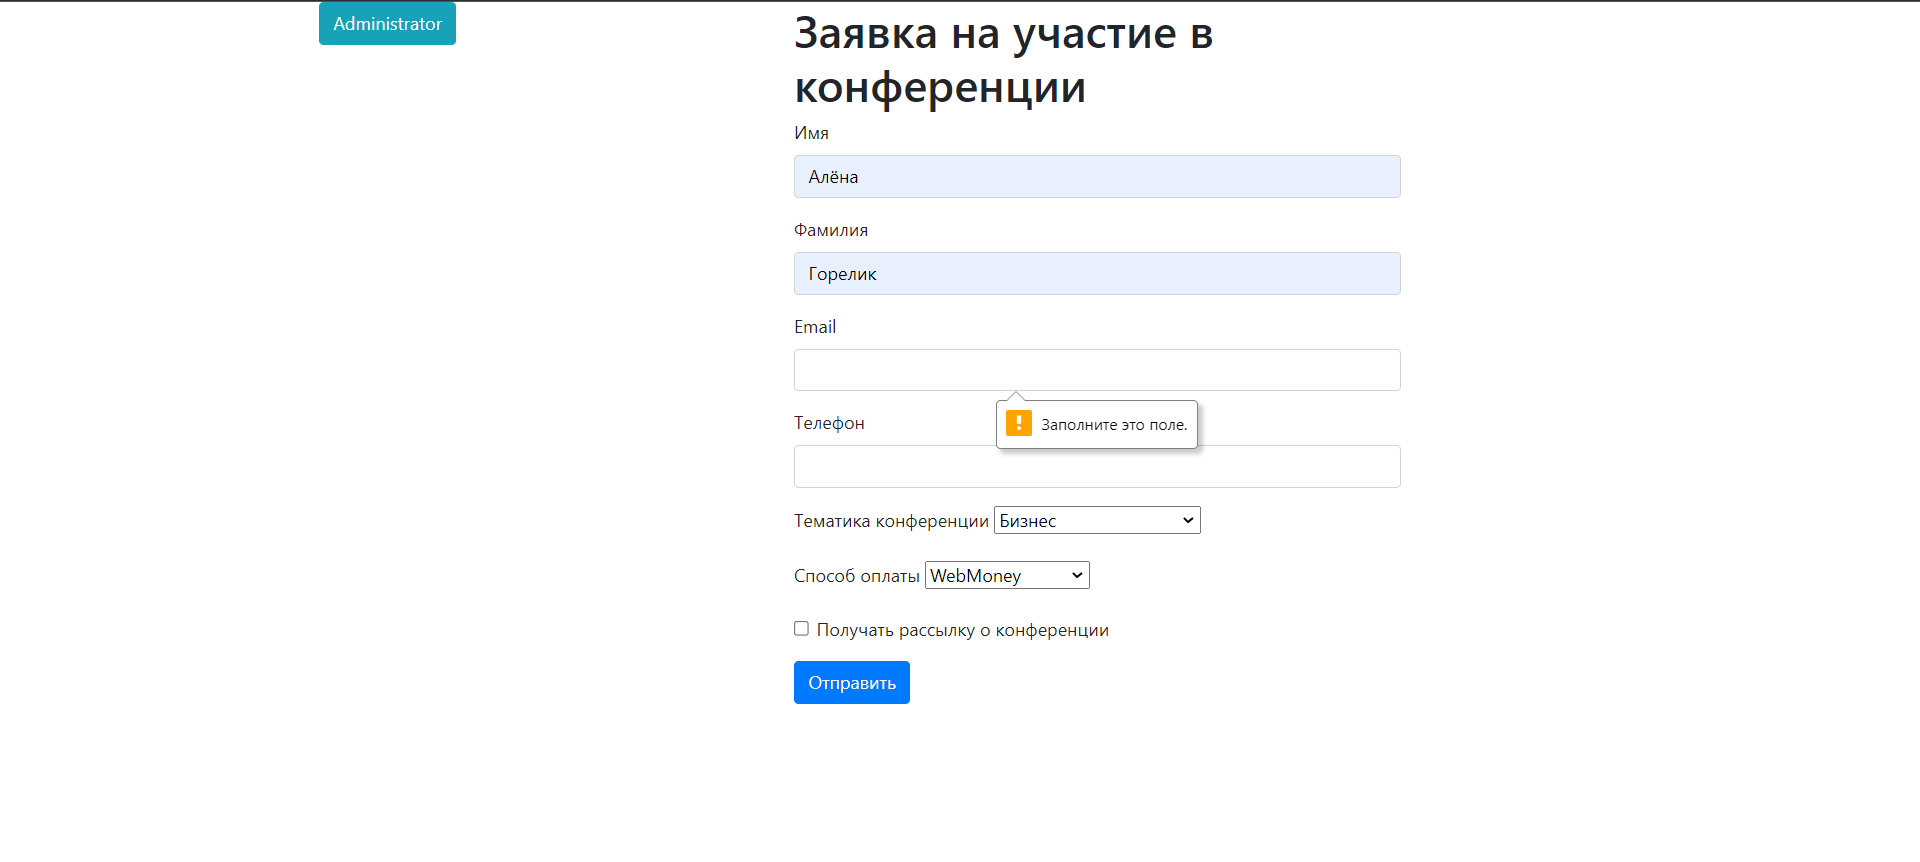 Administrator
Заявка на участие в
конференции
Имя
Алёна
Фамилия
Горелик
Email
Заполните это поле.
Телефон
Тематика конференции Бизнес
Способ оплаты WebMoney
Получать рассылку о конференции
Отправить